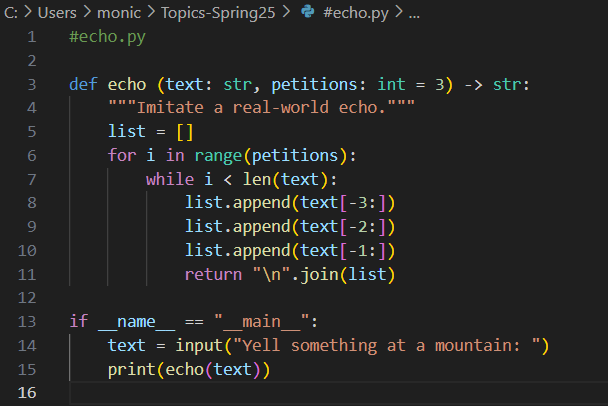 C: > Users > monic > Topics-Spring25 > #echo.py > ...
1 #echo.py
2
3 def echo (text: str, petitions: int = 3) -> str:
4     """Imitate a real-world echo."""
5     list = []
6     for i in range(petitions):
7         while i < len(text):
8             list.append(text[-3:])
9             list.append(text[-2:])
10             list.append(text[-1:])
11             return "\n".join(list)
12
13 if __name__ == "__main__":
14     text = input("Yell something at a mountain: ")
15     print(echo(text))
16